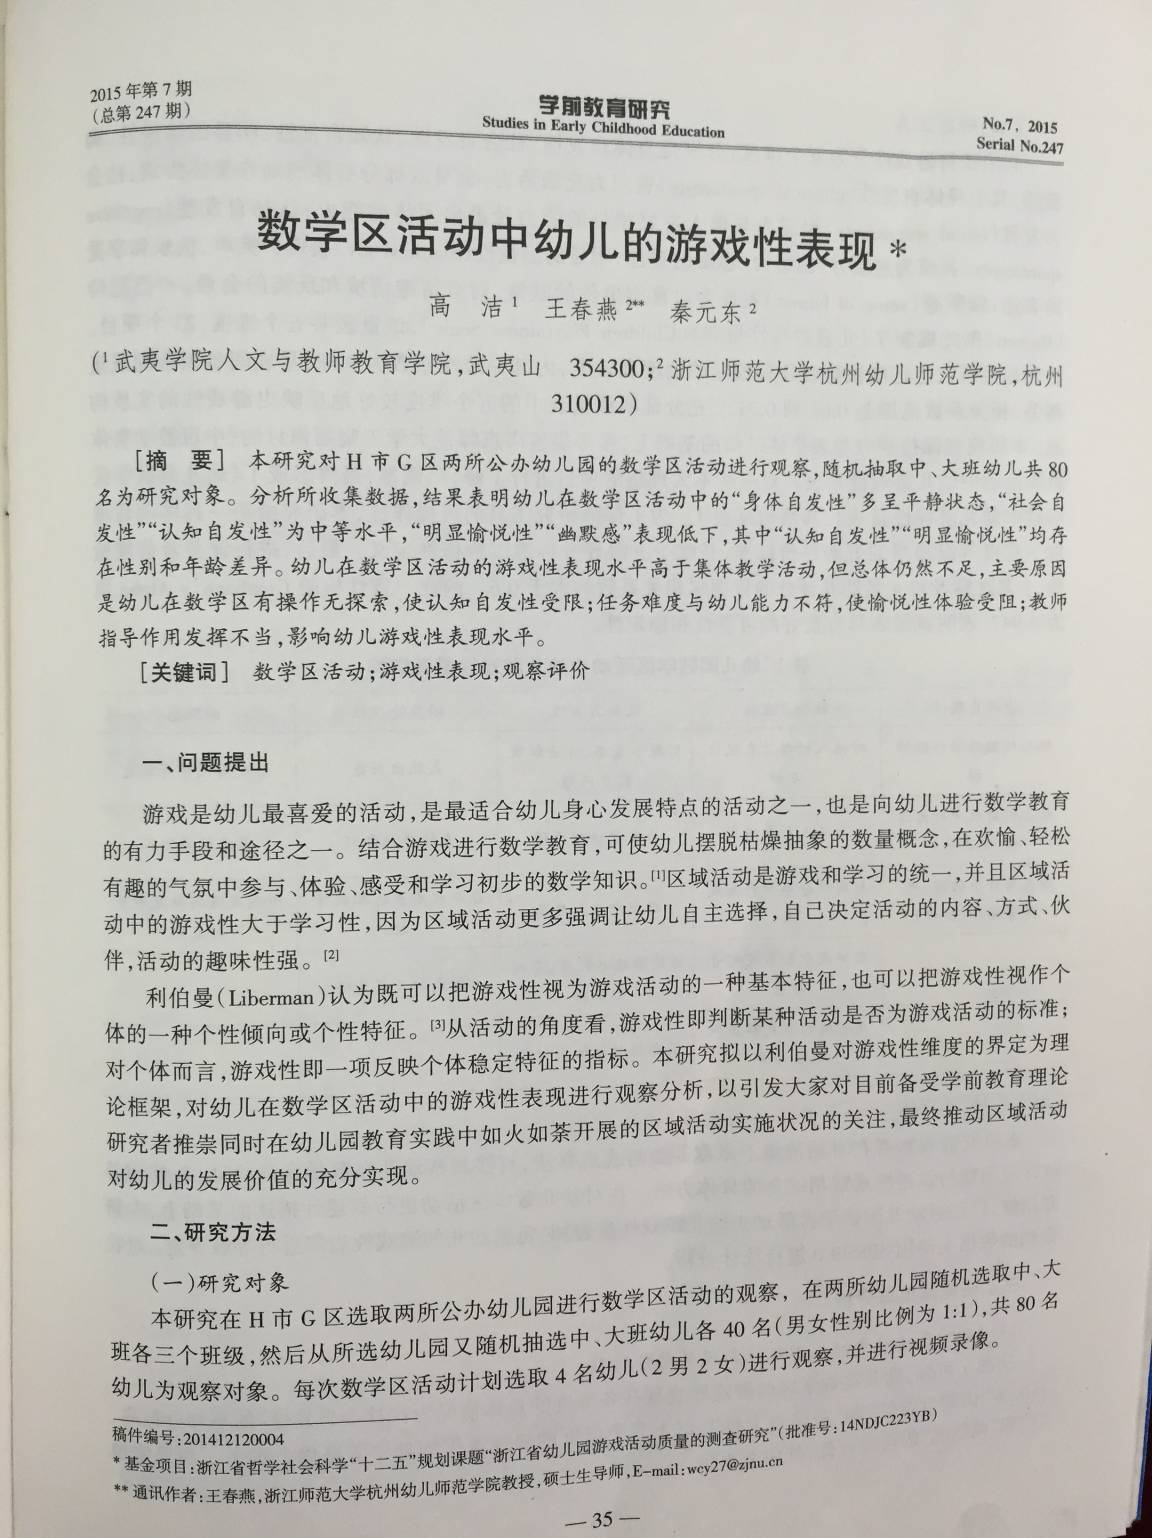 2015 年第 7 期
(总第 247 期)
学前教育研究
Studies in Early Childhood Education
No.7, 2015
Serial No.247
数学区活动中幼儿的游戏性表现*
高 洁1 王春燕2** 秦元东2
(1武夷学院人文与教师教育学院,武夷山 354300;2浙江师范大学杭州幼儿师范学院,杭州
310012)
[摘 要] 本研究对 H 市 G 区两所公办幼儿园的数学区活动进行观察,随机抽取中、大班幼儿共 80
名为研究对象。分析所收集数据,结果表明幼儿在数学区活动中的“身体自发性”多呈平静状态,“社会自
发性”“认知自发性”为中等水平,“明显愉悦性”“幽默感”表现低下,其中“认知自发性”“明显愉悦性”均存
在性别和年龄差异。幼儿在数学区活动的游戏性表现水平高于集体教学活动,但总体仍然不足,主要原因
是幼儿在数学区有操作无探索,使认知自发性受限;任务难度与幼儿能力不符,使愉悦性体验受阻;教师
指导作用发挥不当,影响幼儿游戏性表现水平。
[关键词] 数学区活动;游戏性表现;观察评价
一、问题提出
游戏是幼儿最喜爱的活动,是最适合幼儿身心发展特点的活动之一,也是向幼儿进行数学教育
的有力手段和途径之一。结合游戏进行数学教育,可使幼儿摆脱枯燥抽象的数量概念,在欢愉、轻松
有趣的气氛中参与、体验、感受和学习初步的数学知识。[1]区域活动是游戏和学习的统一,并且区域活
动中的游戏性大于学习性,因为区域活动更多强调让幼儿自主选择,自己决定活动的内容、方式、伙
伴,活动的趣味性强。[2]
利伯曼(Liberman)认为既可以把游戏性视为游戏活动的一种基本特征,也可以把游戏性视作个
体的一种个性倾向或个性特征。[3]从活动的角度看,游戏性即判断某种活动是否为游戏活动的标准;
对个体而言,游戏性即一项反映个体稳定特征的指标。本研究拟以利伯曼对游戏性维度的界定为理
论框架,对幼儿在数学区活动中的游戏性表现进行观察分析,以引发大家对目前备受学前教育理论
研究者推崇同时在幼儿园教育实践中如火如荼开展的区域活动实施状况的关注,最终推动区域活动
对幼儿的发展价值的充分实现。
二、研究方法
(一)研究对象
本研究在 H 市 G 区选取两所公办幼儿园进行数学区活动的观察，在两所幼儿园随机选取中、大
班各三个班级,然后从所选幼儿园又随机抽选中、大班幼儿各 40 名(男女性别比例为 1:1),共 80 名
幼儿为观察对象。每次数学区活动计划选取 4 名幼儿(2 男 2 女)进行观察,并进行视频录像。
稿件编号:201412120004
* 基金项目:浙江省哲学社会科学“十二五”规划课题“浙江省幼儿园游戏活动质量的测查研究”(批准号:14NDJC223YB)
** 通讯作者:王春燕,浙江师范大学杭州幼儿师范学院教授,硕士生导师,E-mail:wcy27@zjnu.cn
— 35 —